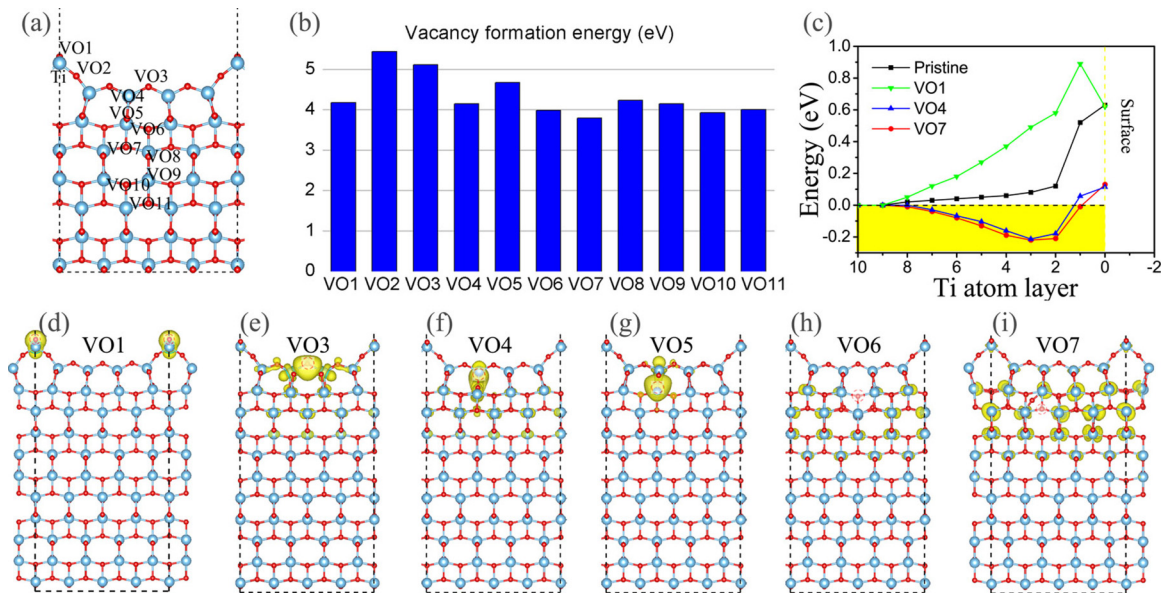 (a)
VO1
Ti
VO2
VO3
VO4
VO5
VO6
VO7
VO8
VO9
VO10
VO11
(b)
Vacancy formation energy (eV)
5
4
3
2
1
0
VO1 VO2 VO3 VO4 VO5 VO6 VO7 VO8 VO9 VO10 VO11
(c)
Energy (eV)
1.0
0.8
0.6
0.4
0.2
0.0
-0.2
Pristine
VO1
VO4
VO7
Surface
10 8 6 4 2 0 -2
Ti atom layer
(d)
VO1
(e)
VO3
(f)
VO4
(g)
VO5
(h)
VO6
(i)
VO7